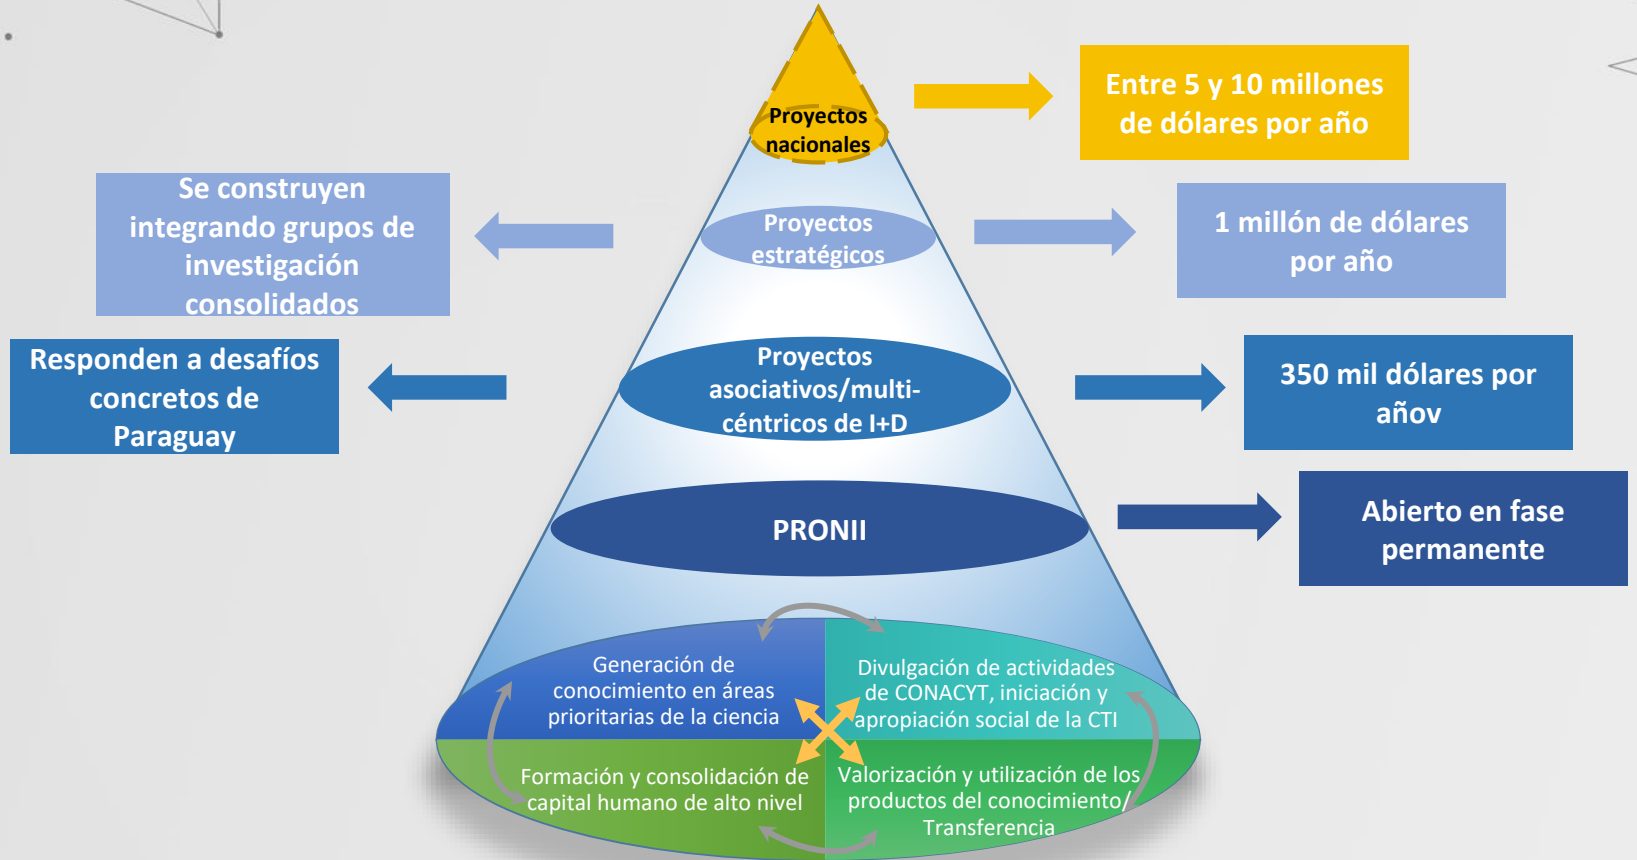 Proyectos
nacionales
Entre 5 y 10 millones
de dólares por año
Se construyen
integrando grupos de
investigación
consolidados
Proyectos
estratégicos
1 millón de dólares
por año
Responden a desafíos
concretos de
Paraguay
Proyectos
asociativos/multi-
céntricos de I+D
350 mil dólares por
añov
PRONII
Abierto en fase
permanente
Generación de
conocimiento en áreas
prioritarias de la ciencia
Divulgación de actividades
de CONACYT, iniciación y
apropiación social de la CTI
Formación y consolidación de
capital humano de alto nivel
Valorización y utilización de los
productos del conocimiento/
Transferencia